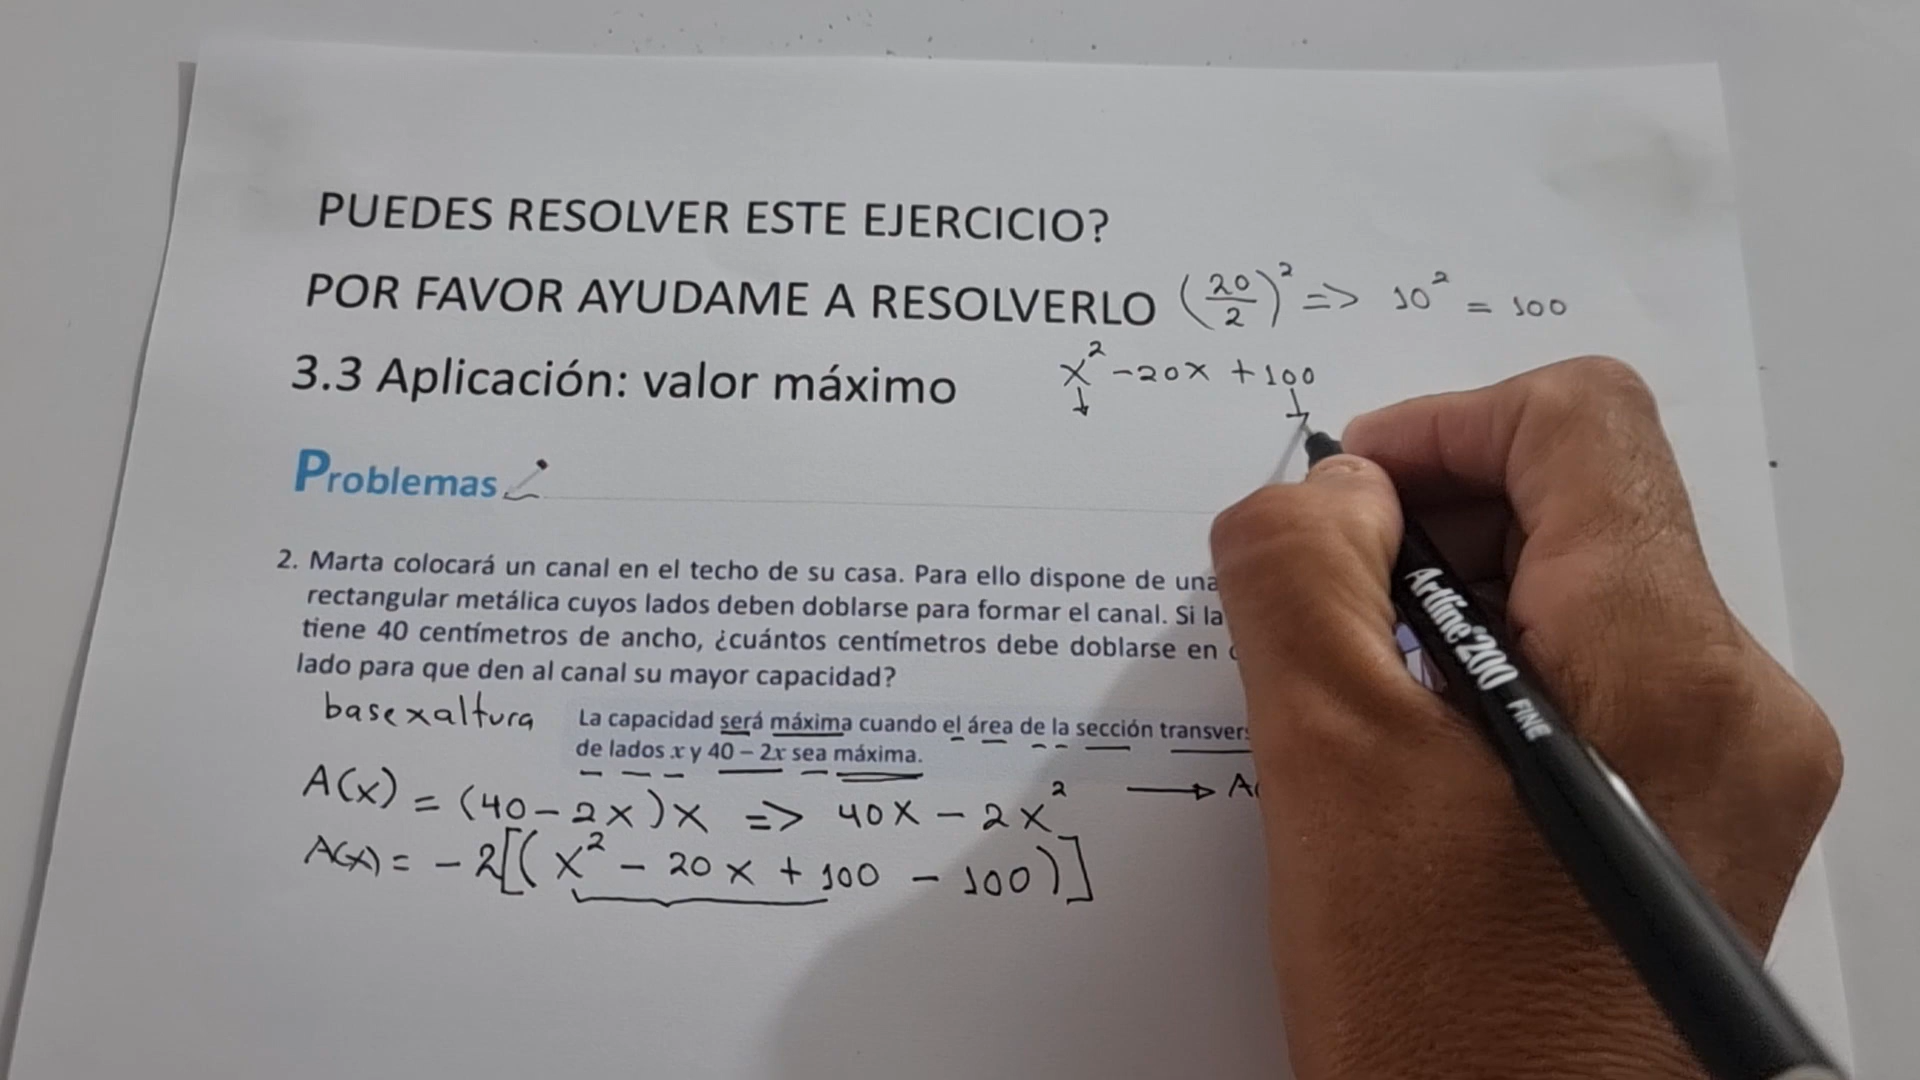 PUEDES RESOLVER ESTE EJERCICIO?
POR FAVOR AYUDAME A RESOLVERLO (20/2)² => 10² = 100
3.3 Aplicación: valor máximo x² - 20x + 100
Problemas
2. Marta colocará un canal en el techo de su casa. Para ello dispone de una
rectangular metálica cuyos lados deben doblarse para formar el canal. Si la
tiene 40 centímetros de ancho, ¿cuántos centímetros debe doblarse en
lado para que den al canal su mayor capacidad?
base x altura
La capacidad será máxima cuando el área de la sección transvers
de lados x y 40 – 2x sea máxima.
A(x) = (40 - 2x)x => 40x - 2x² → A(
A(x) = -2[(x² - 20x + 100 - 100)]
Artline 200 FINE